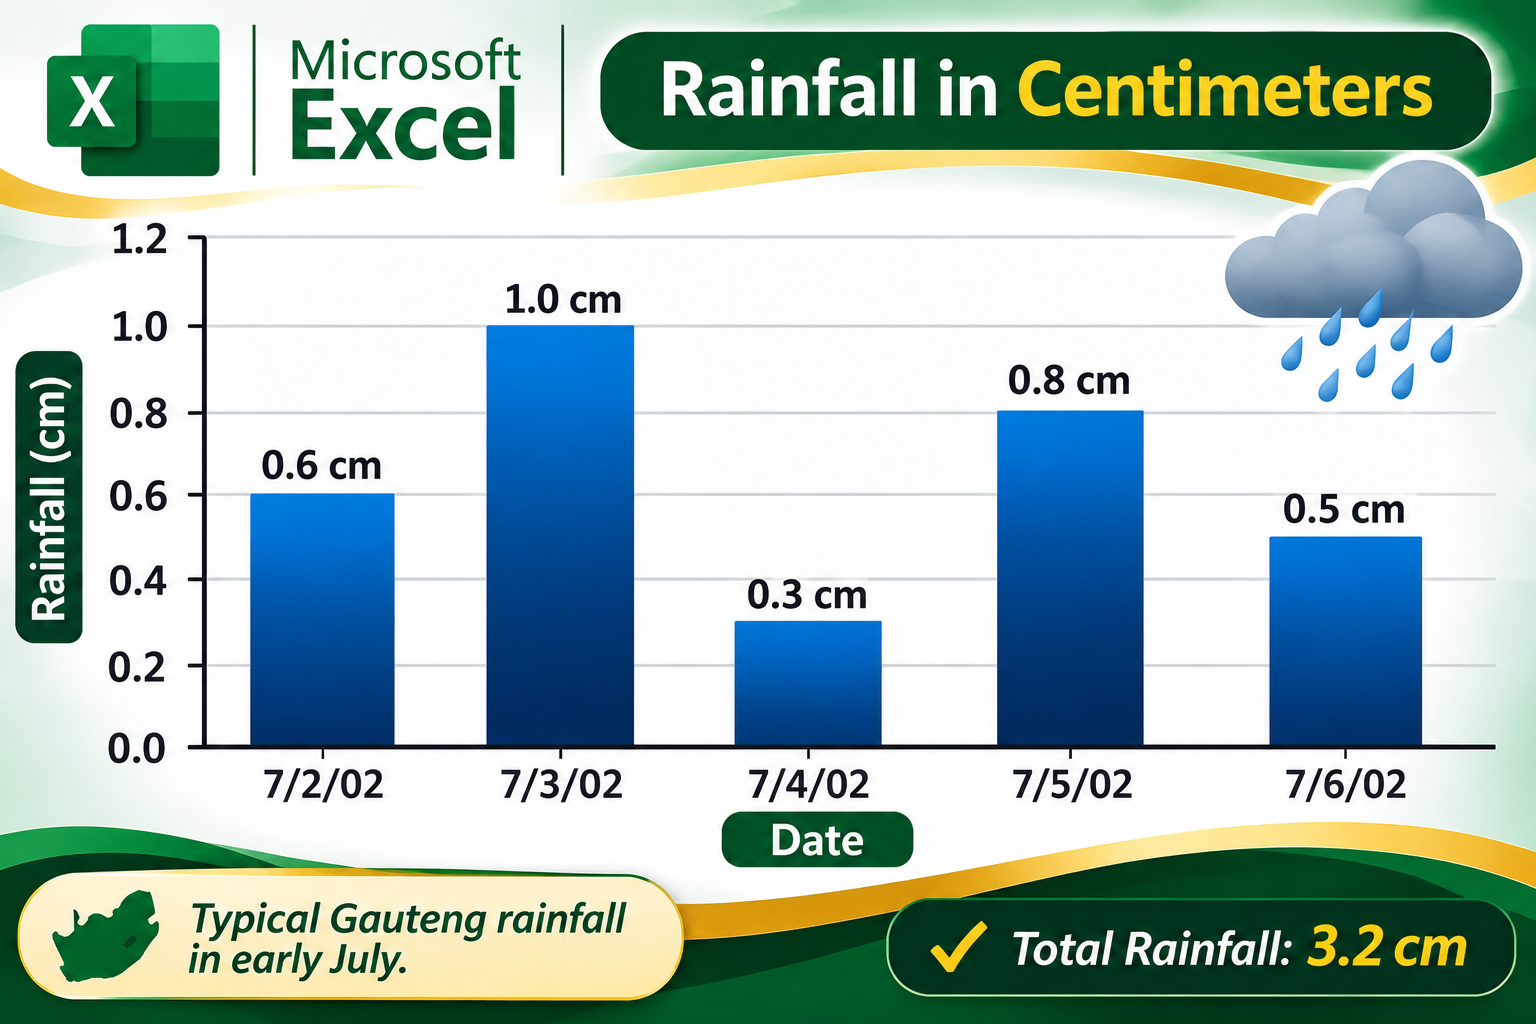 X
Microsoft
Excel
Rainfall in Centimeters
Rainfall (cm)
1.2
1.0
0.8
0.6
0.4
0.2
0.0
0.6 cm
1.0 cm
0.3 cm
0.8 cm
0.5 cm
7/2/02
7/3/02
7/4/02
7/5/02
7/6/02
Date
Typical Gauteng rainfall
in early July.
Total Rainfall: 3.2 cm